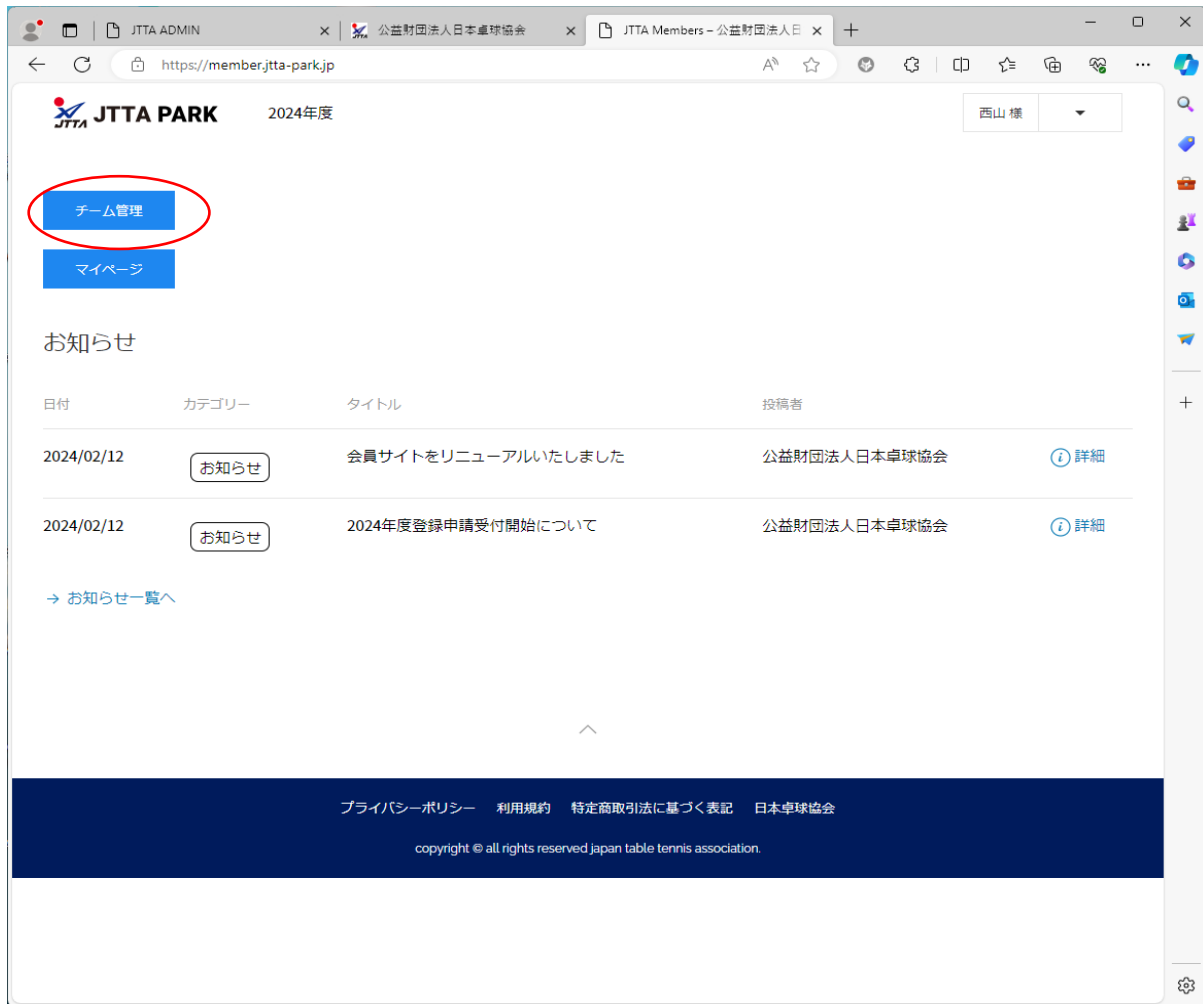 JTTA ADMIN
公益財団法人日本卓球協会
JTTA Members – 公益財団法人日
https://member.jtta-park.jp
JTTA JTTA PARK 2024年度
西山 様
チーム管理
マイページ
お知らせ
日付 カテゴリー タイトル 投稿者
2024/02/12 お知らせ 会員サイトをリニューアルいたしました 公益財団法人日本卓球協会 詳細
2024/02/12 お知らせ 2024年度登録申請受付開始について 公益財団法人日本卓球協会 詳細
→ お知らせ一覧へ
プライバシーポリシー 利用規約 特定商取引法に基づく表記 日本卓球協会
copyright © all rights reserved japan table tennis association.